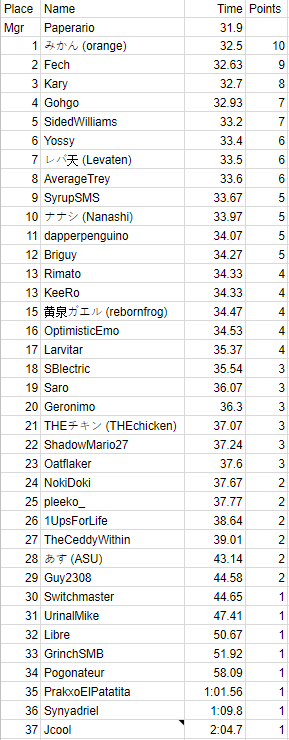 Place Name Time Points
Mgr Paperario 31.9
1 みかん (orange) 32.5 10
2 Fech 32.63 9
3 Kary 32.7 8
4 Gohgo 32.93 7
5 SidedWilliams 33.2 7
6 Yossy 33.4 6
7 レバ天 (Levaten) 33.5 6
8 AverageTrey 33.6 6
9 SyrupSMS 33.67 5
10 ナナシ (Nanashi) 33.97 5
11 dapperpenguino 34.07 5
12 Briguy 34.27 5
13 Rimato 34.33 4
13 KeeRo 34.33 4
15 黄泉ガエル (rebornfrog) 34.47 4
16 OptimisticEmo 34.53 4
17 Larvitar 35.37 4
18 SBlectric 35.54 3
19 Saro 36.07 3
20 Geronimo 36.3 3
21 THEチキン (THEchicken) 37.07 3
22 ShadowMario27 37.24 3
23 Oatflaker 37.6 3
24 NokiDoki 37.67 2
25 pleeko_ 37.77 2
26 1UpsForLife 38.64 2
27 TheCeddyWithin 39.01 2
28 あす (ASU) 43.14 2
29 Guy2308 44.58 2
30 Switchmaster 44.65 1
31 UrinalMike 47.41 1
32 Libre 50.67 1
33 GrinchSMB 51.92 1
34 Pogonateur 58.09 1
35 PrakxoElPatatita 1:01.56 1
36 Synyadriel 1:09.8 1
37 Jcool 2:04.7 1